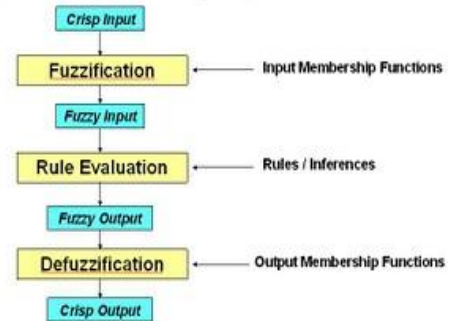 Crisp Input
Fuzzification
Input Membership Functions
Fuzzy Input
Rule Evaluation
Rules / Inferences
Fuzzy Output
Defuzzification
Output Membership Functions
Crisp Output